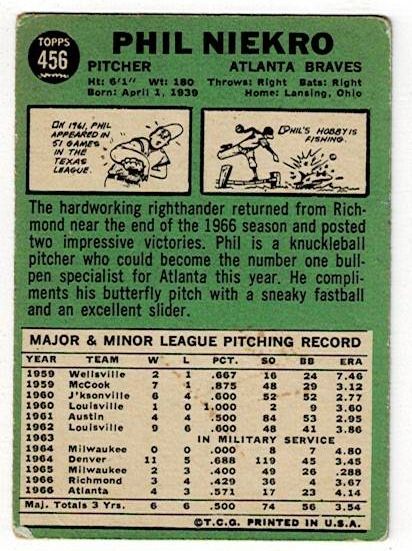 TOPPS
456
PHIL NIEKRO
PITCHER ATLANTA BRAVES
Ht: 6'1" Wt: 180 Throws: Right Bats: Right
Born: April 1, 1939 Home: Lansing, Ohio
IN 1961, PHIL
APPEARED IN
51 GAMES
IN THE
TEXAS
LEAGUE.
PHIL'S HOBBY IS
FISHING.
The hardworking righthander returned from Rich-
mond near the end of the 1966 season and posted
two impressive victories. Phil is a knuckleball
pitcher who could become the number one bull-
pen specialist for Atlanta this year. He compli-
ments his butterfly pitch with a sneaky fastball
and an excellent slider.
MAJOR & MINOR LEAGUE PITCHING RECORD
YEAR TEAM W L PCT. SO BB ERA
1959 Wellsville 2 1 .667 16 24 7.46
1959 McCook 7 1 .875 48 29 3.12
1960 J'ksonville 6 4 .600 52 52 2.77
1960 Louisville 1 0 1.000 2 9 3.60
1961 Austin 4 4 .500 84 53 2.95
1962 Louisville 9 6 .600 48 41 3.86
1963 IN MILITARY SERVICE
1964 Milwaukee 0 0 .000 8 7 4.80
1964 Denver 11 5 .688 119 45 3.45
1965 Milwaukee 2 3 .400 49 26 .288
1966 Richmond 3 4 .429 36 16 3.71
1966 Atlanta 4 3 .571 17 23 4.14
Maj. Totals 3 Yrs. 6 6 .500 74 56 3.54
©T.C.G. PRINTED IN U.S.A.